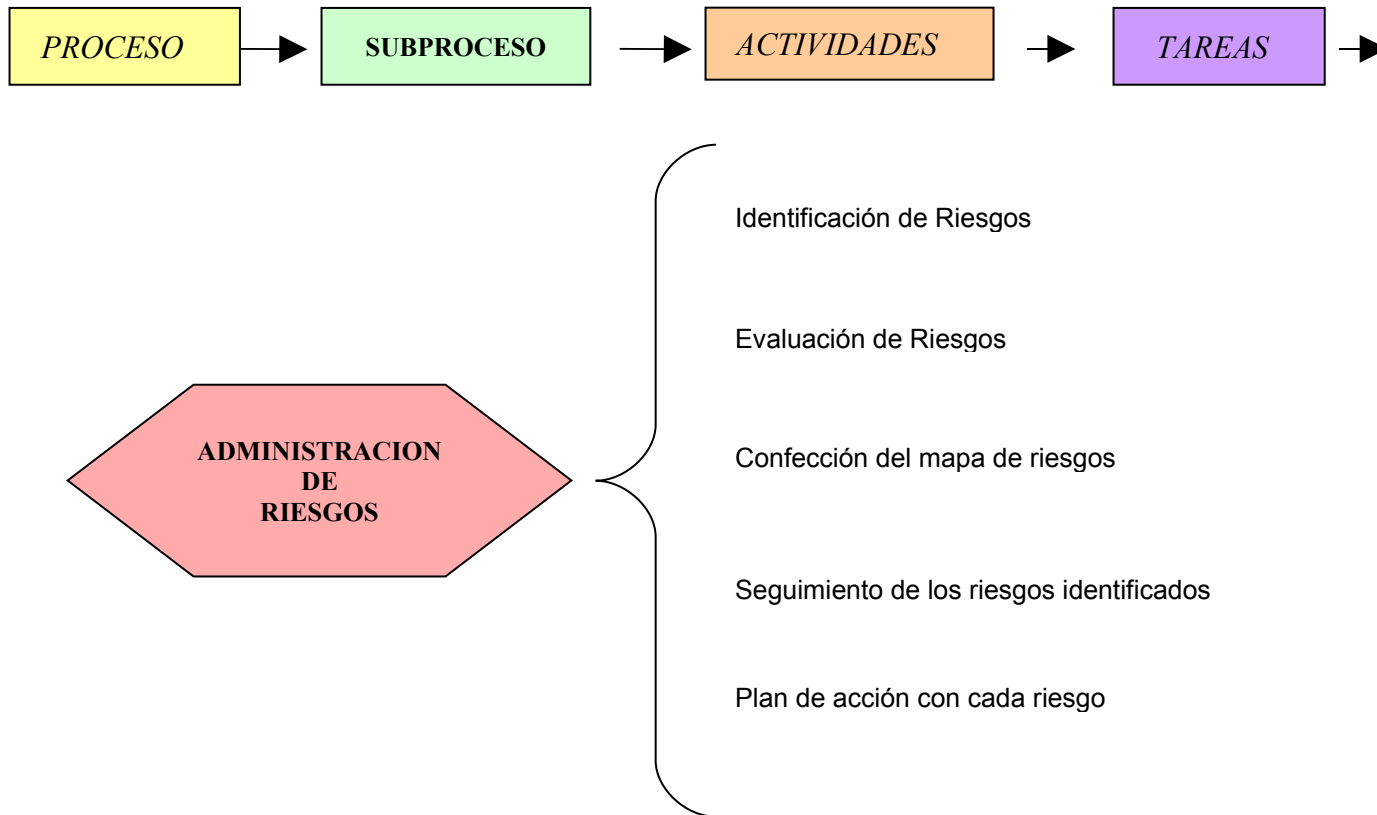 PROCESO
SUBPROCESO
ACTIVIDADES
TAREAS
Identificación de Riesgos
Evaluación de Riesgos
ADMINISTRACION
DE
RIESGOS
Confección del mapa de riesgos
Seguimiento de los riesgos identificados
Plan de acción con cada riesgo